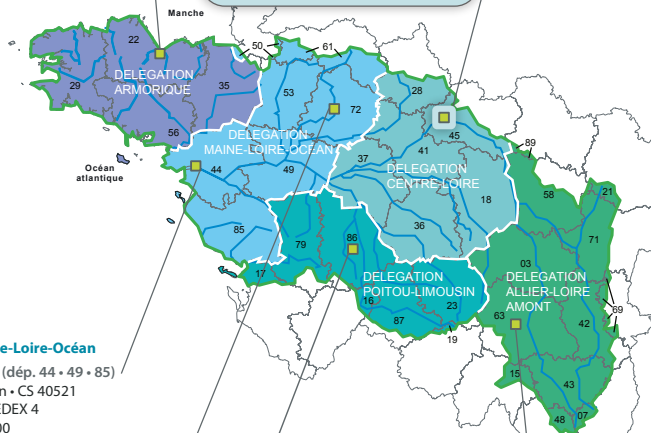 Manche
22
50
61
DELEGATION
ARMORIQUE
29
35
53
28
56
72
45
DELEGATION
MAINE-LOIRE-OCÉAN
41
89
Océan
atlantique
44
49
37
DELEGATION
CENTRE-LOIRE
58
21
18
85
79
86
36
71
17
03
DELEGATION
POITOU-LIMOUSIN
DELEGATION
ALLIER-LOIRE
AMONT
16
23
69
87
63
42
19
15
43
48
07
e-Loire-Océan
(dép. 44 • 49 • 85)
n • CS 40521
EDEX 4
00